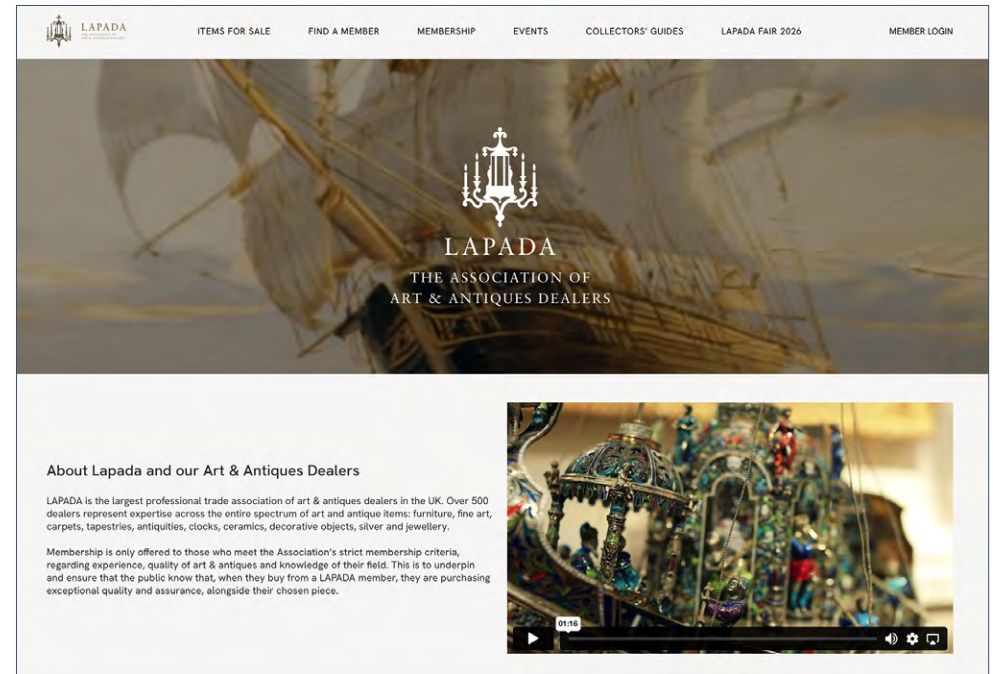 LAPADA
ITEMS FOR SALE
FIND A MEMBER
MEMBERSHIP
EVENTS
COLLECTORS' GUIDES
LAPADA FAIR 2026
MEMBER LOGIN
LAPADA
THE ASSOCIATION OF
ART & ANTIQUES DEALERS
About Lapada and our Art & Antiques Dealers
LAPADA is the largest professional trade association of art & antiques dealers in the UK. Over 500
dealers represent expertise across the entire spectrum of art and antique items: furniture, fine art,
carpets, tapestries, antiquities, clocks, ceramics, decorative objects, silver and jewellery.
Membership is only offered to those who meet the Association's strict membership criteria,
regarding experience, quality of art & antiques and knowledge of their field. This is to underpin
and ensure that the public know that, when they buy from a LAPADA member, they are purchasing
exceptional quality and assurance, alongside their chosen piece.
01:16